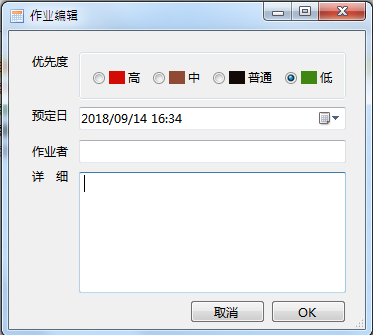 作业编辑
优先度
高 中 普通 低
预定日 2018/09/14 16:34
作业者
详 细
取消 OK